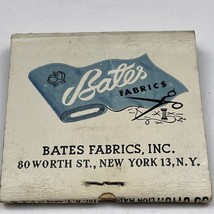 Bates
FABRICS
BATES FABRICS, INC.
80 WORTH ST., NEW YORK 13, N.Y.